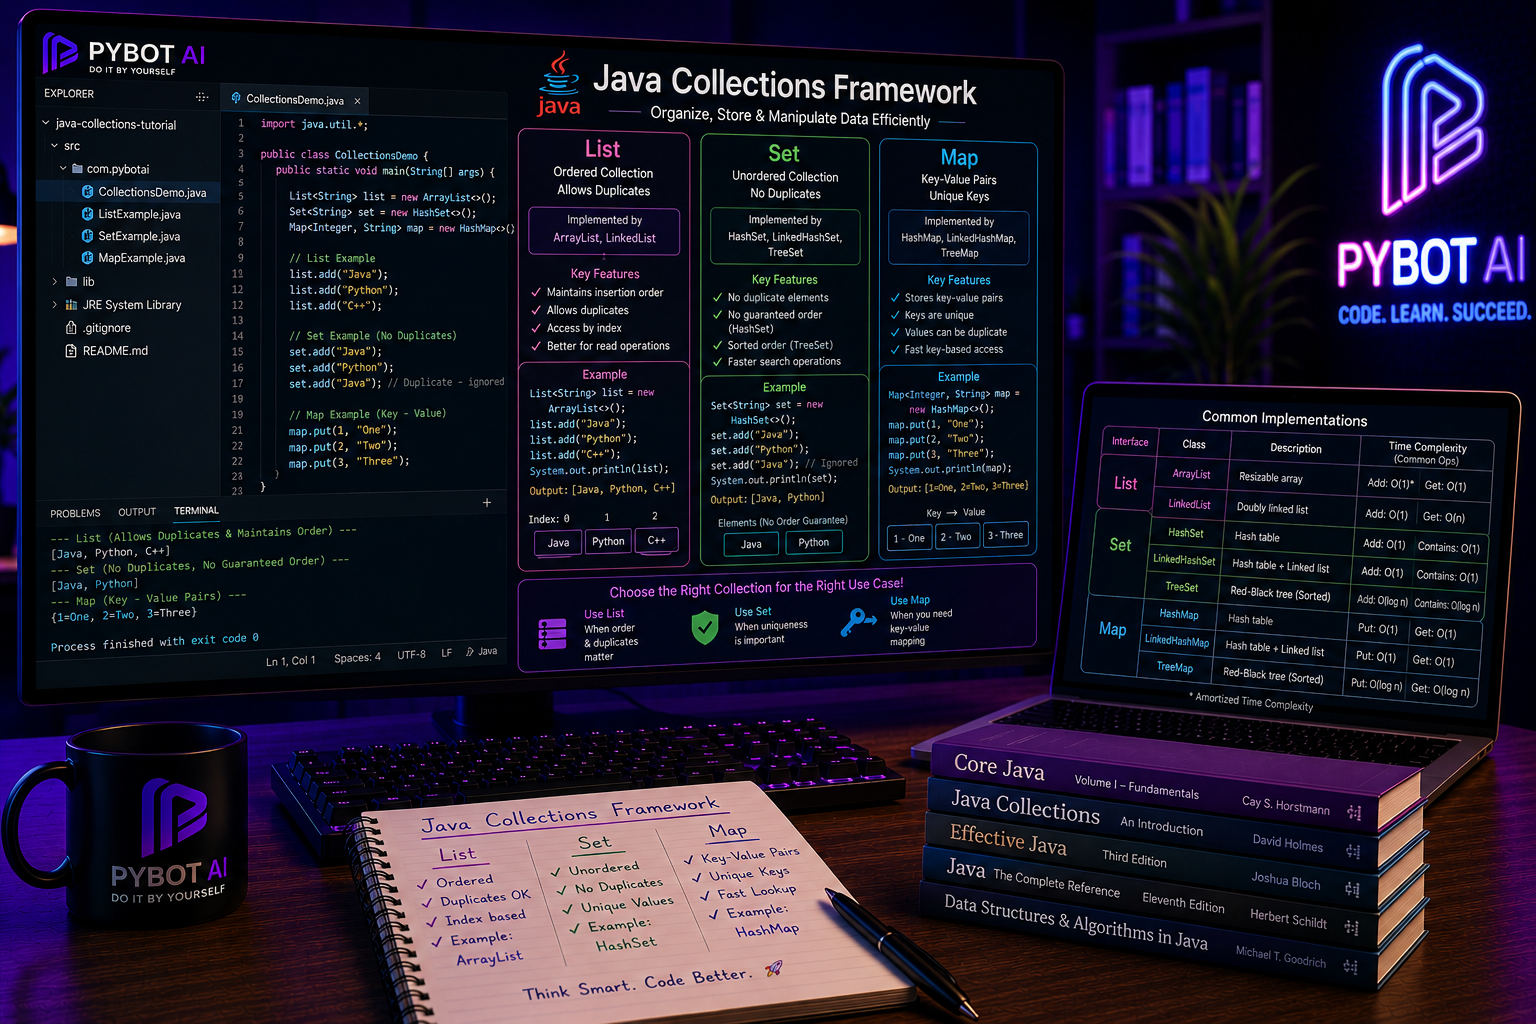 PYBOT AI
DO IT BY YOURSELF
EXPLORER
java-collections-tutorial
src
com.pybotai
CollectionsDemo.java
ListExample.java
SetExample.java
MapExample.java
lib
JRE System Library
.gitignore
README.md
CollectionsDemo.java ×
1 import java.util.*;
2
3 public class CollectionsDemo {
4 public static void main(String[] args) {
5
5 List<String> list = new ArrayList<>();
6 Set<String> set = new HashSet<>();
7 Map<Integer, String> map = new HashMap<>()
8
9 // List Example
11 list.add("Java");
12 list.add("Python");
12 list.add("C++");
13
14 // Set Example (No Duplicates)
15 set.add("Java");
16 set.add("Python");
17 set.add("Java"); // Duplicate - ignored
19
19 // Map Example (Key - Value)
21 map.put(1, "One");
22 map.put(2, "Two");
22 map.put(3, "Three");
23 }
23 }
PROBLEMS OUTPUT TERMINAL +
--- List (Allows Duplicates & Maintains Order) ---
[Java, Python, C++]
--- Set (No Duplicates, No Guaranteed Order) ---
[Java, Python]
--- Map (Key - Value Pairs) ---
{1=One, 2=Two, 3=Three}
Process finished with exit code 0
Ln 1, Col 1 Spaces: 4 UTF-8 LF Java
java
Java Collections Framework
Organize, Store & Manipulate Data Efficiently
List
Ordered Collection
Allows Duplicates
Implemented by
ArrayList, LinkedList
Key Features
✓ Maintains insertion order
✓ Allows duplicates
✓ Access by index
✓ Better for read operations
Example
List<String> list = new
ArrayList<>();
list.add("Java");
list.add("Python");
list.add("C++");
System.out.println(list);
Output: [Java, Python, C++]
Index: 0 1 2
Java Python C++
Set
Unordered Collection
No Duplicates
Implemented by
HashSet, LinkedHashSet,
TreeSet
Key Features
✓ No duplicate elements
✓ No guaranteed order
(HashSet)
✓ Sorted order (TreeSet)
✓ Faster search operations
Example
Set<String> set = new
HashSet<>();
set.add("Java");
set.add("Python");
set.add("Java"); // Ignored
System.out.println(set);
Output: [Java, Python]
Elements (No Order Guarantee)
Java Python
Map
Key-Value Pairs
Unique Keys
Implemented by
HashMap, LinkedHashMap,
TreeMap
Key Features
✓ Stores key-value pairs
✓ Keys are unique
✓ Values can be duplicate
✓ Fast key-based access
Example
Map<Integer, String> map =
new HashMap<>();
map.put(1, "One");
map.put(2, "Two");
map.put(3, "Three");
System.out.println(map);
Output: [1=One, 2=Two, 3=Three}
Key → Value
1 - One 2 - Two 3 - Three
Choose the Right Collection for the Right Use Case!
Use List
When order
& duplicates
matter
Use Set
When uniqueness
is important
Use Map
When you need
key-value
mapping
PYBOT AI
CODE. LEARN. SUCCEED.
Common Implementations
Interface Class Description Time Complexity
(Common Ops)
List
ArrayList Resizable array Add: O(1)* Get: O(1)
LinkedList Doubly linked list Add: O(1) Get: O(n)
Set
HashSet Hash table Add: O(1) Contains: O(1)
LinkedHashSet Hash table + Linked list Add: O(1) Contains: O(1)
TreeSet Red-Black tree (Sorted) Add: O(log n) Contains: O(log n)
Map
HashMap Hash table Put: O(1) Get: O(1)
LinkedHashMap Hash table + Linked list Put: O(1) Get: O(1)
TreeMap Red-Black tree (Sorted) Put: O(log n) Get: O(log n)
* Amortized Time Complexity
PYBOT AI
DO IT BY YOURSELF
Java Collections Framework
List
✓ Ordered
✓ Duplicates OK
✓ Index based
✓ Example:
ArrayList
Set
✓ Unordered
✓ No Duplicates
✓ Unique Values
✓ Example:
HashSet
Map
✓ Key-Value Pairs
✓ Unique Keys
✓ Fast Lookup
✓ Example:
HashMap
Think Smart. Code Better. 🚀
Core Java Volume I – Fundamentals Cay S. Horstmann
Java Collections An Introduction David Holmes
Effective Java Third Edition Joshua Bloch
Java The Complete Reference Eleventh Edition Herbert Schildt
Data Structures & Algorithms in Java Michael T. Goodrich